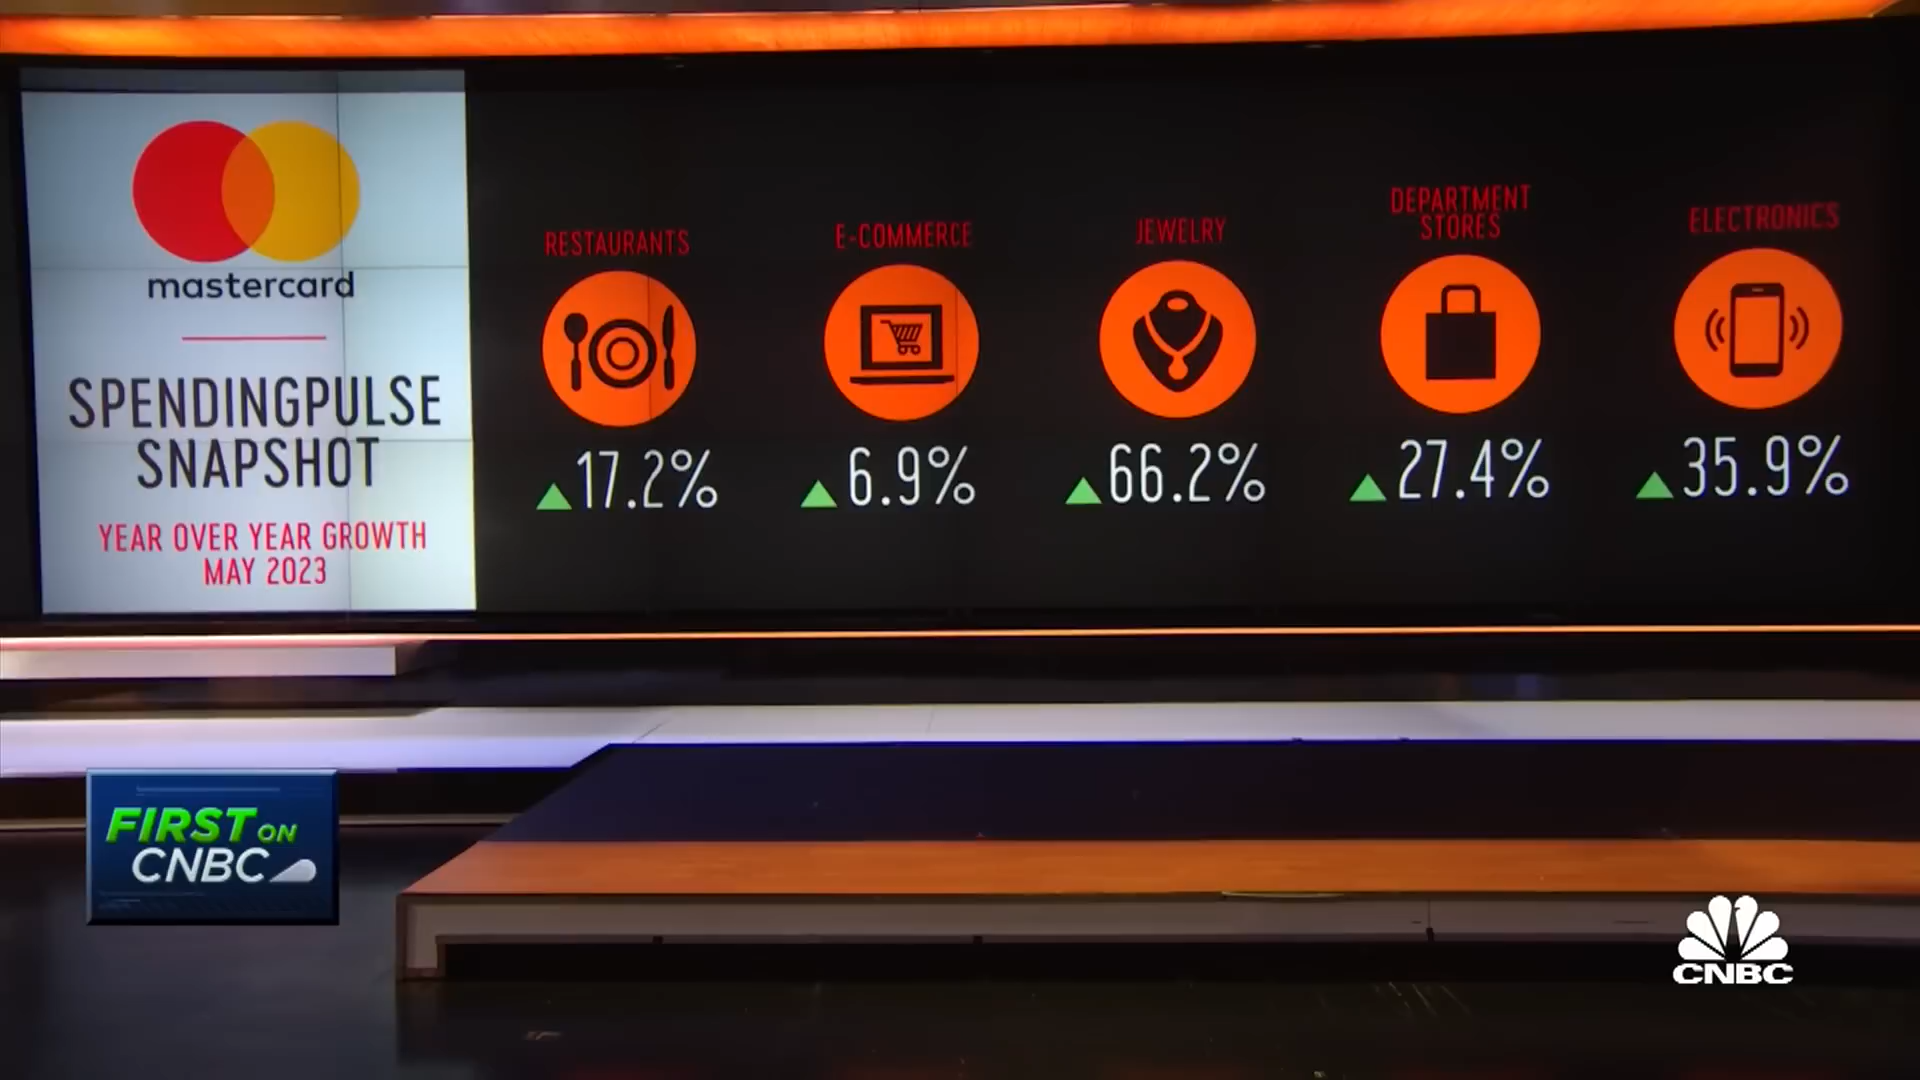 mastercard
SPENDINGPULSE
SNAPSHOT
YEAR OVER YEAR GROWTH
MAY 2023
RESTAURANTS
17.2%
E-COMMERCE
6.9%
JEWELRY
66.2%
DEPARTMENT
STORES
27.4%
ELECTRONICS
35.9%
FIRST ON
CNBC
CNBC